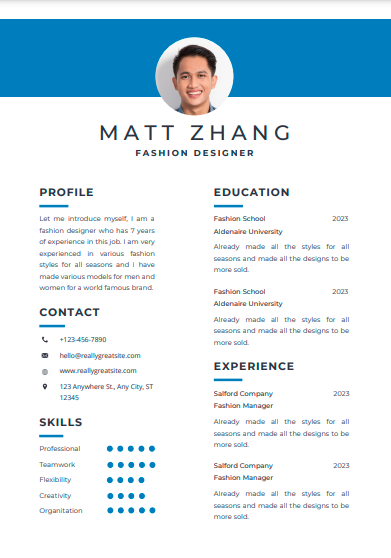 MATT ZHANG
FASHION DESIGNER
PROFILE
Let me introduce myself, I am a
fashion designer who has 7 years
of experience in this job. I am very
experienced in various fashion
styles for all seasons and I have
made various models for men and
women for a world famous brand.
CONTACT
+123-456-7890
hello@reallygreatsite.com
www.reallygreatsite.com
123 Anywhere St., Any City, ST
12345
SKILLS
Professional
Teamwork
Flexibility
Creativity
Organitation
EDUCATION
Fashion School 2023
Aldenaire University
Already made all the styles for all
seasons and made all the designs to be
more sold.
Fashion School 2023
Aldenaire University
Already made all the styles for all
seasons and made all the designs to be
more sold.
EXPERIENCE
Salford Company 2023
Fashion Manager
Already made all the styles for all
seasons and made all the designs to be
more sold.
Salford Company 2023
Fashion Manager
Already made all the styles for all
seasons and made all the designs to be
more sold.